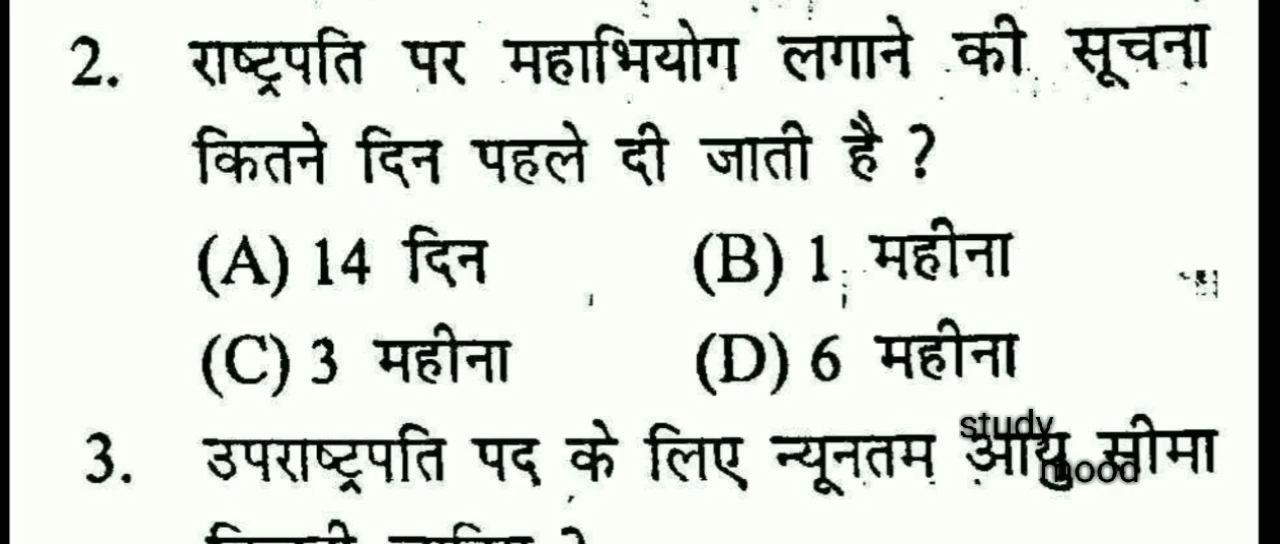 2. राष्ट्रपति पर महाभियोग लगाने की सूचना
कितने दिन पहले दी जाती है ?
(A) 14 दिन (B) 1 महीना
(C) 3 महीना (D) 6 महीना
3. उपराष्ट्रपति पद के लिए न्यूनतम आयु सीमा
study
mood